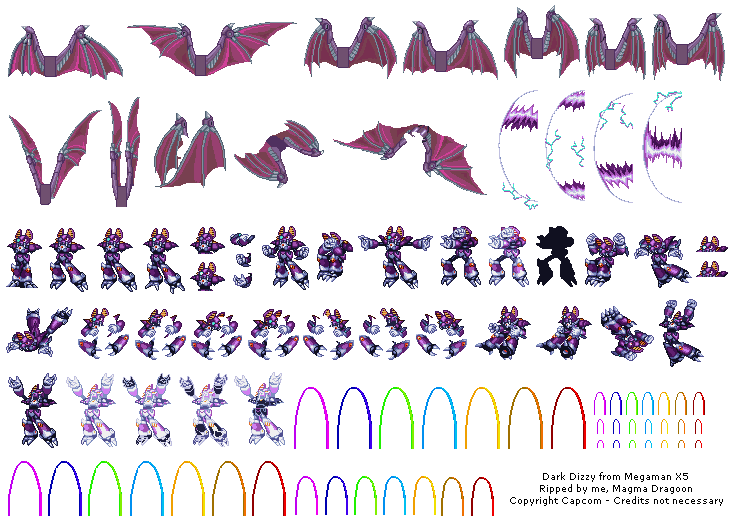 Dark Dizzy from Megaman X5
Ripped by me, Magma Dragoon
Copyright Capcom - Credits not necessary